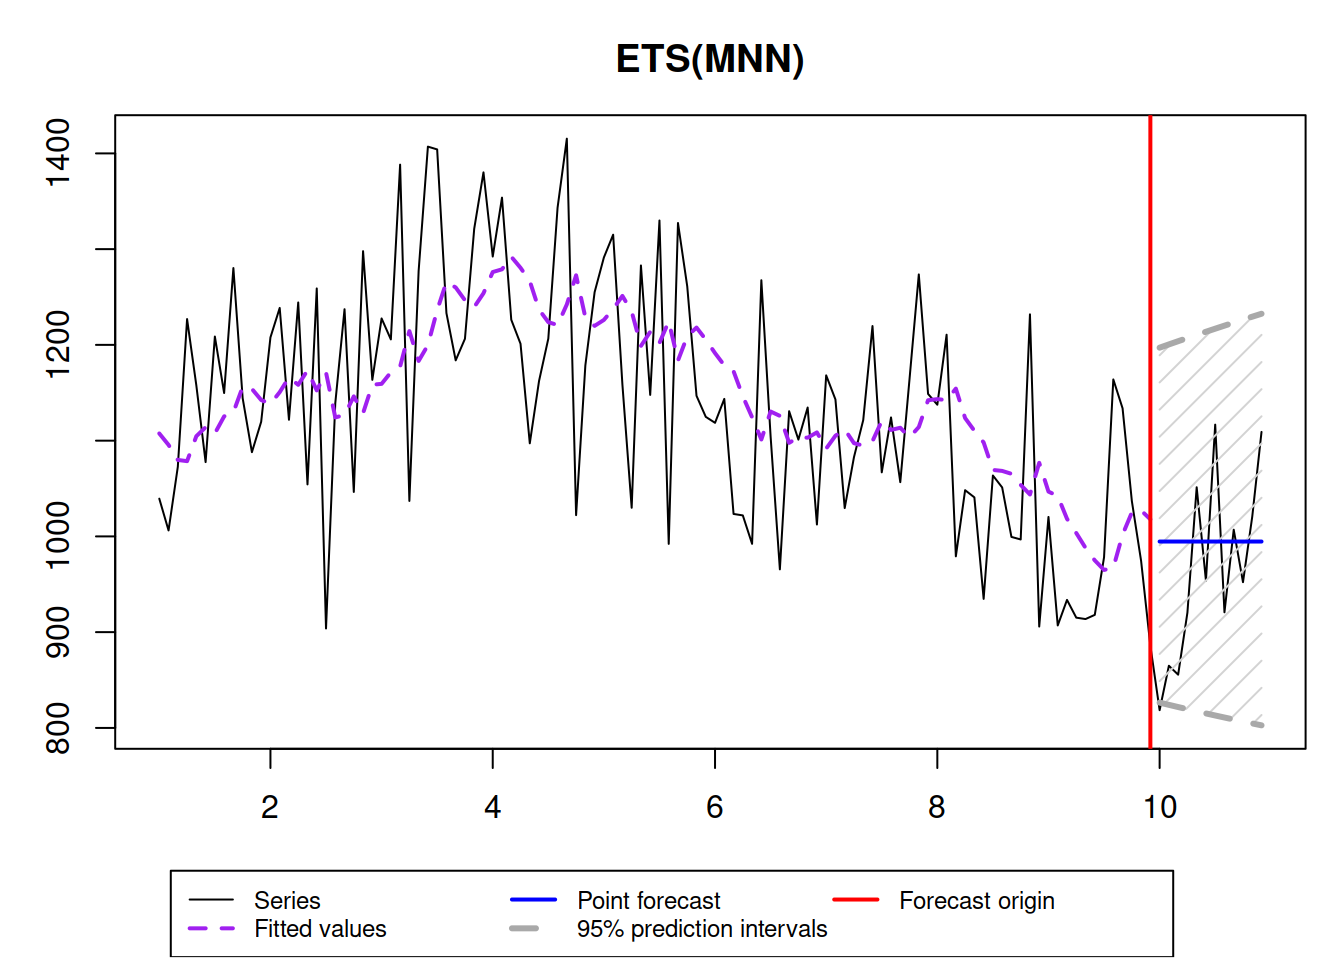 ETS(MNN)
1400
1200
1000
900
800
2 4 6 8 10
Series Point forecast Forecast origin
Fitted values 95% prediction intervals